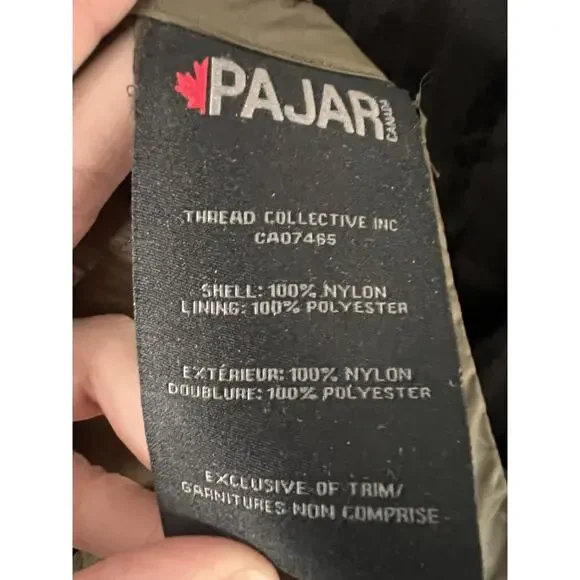 PAJAR CANADA
THREAD COLLECTIVE INC
CA07465
SHELL: 100% NYLON
LINING: 100% POLYESTER
EXTÉRIEUR: 100% NYLON
DOUBLURE: 100% POLYESTER
EXCLUSIVE OF TRIM/
GARNITURES NON COMPRISE